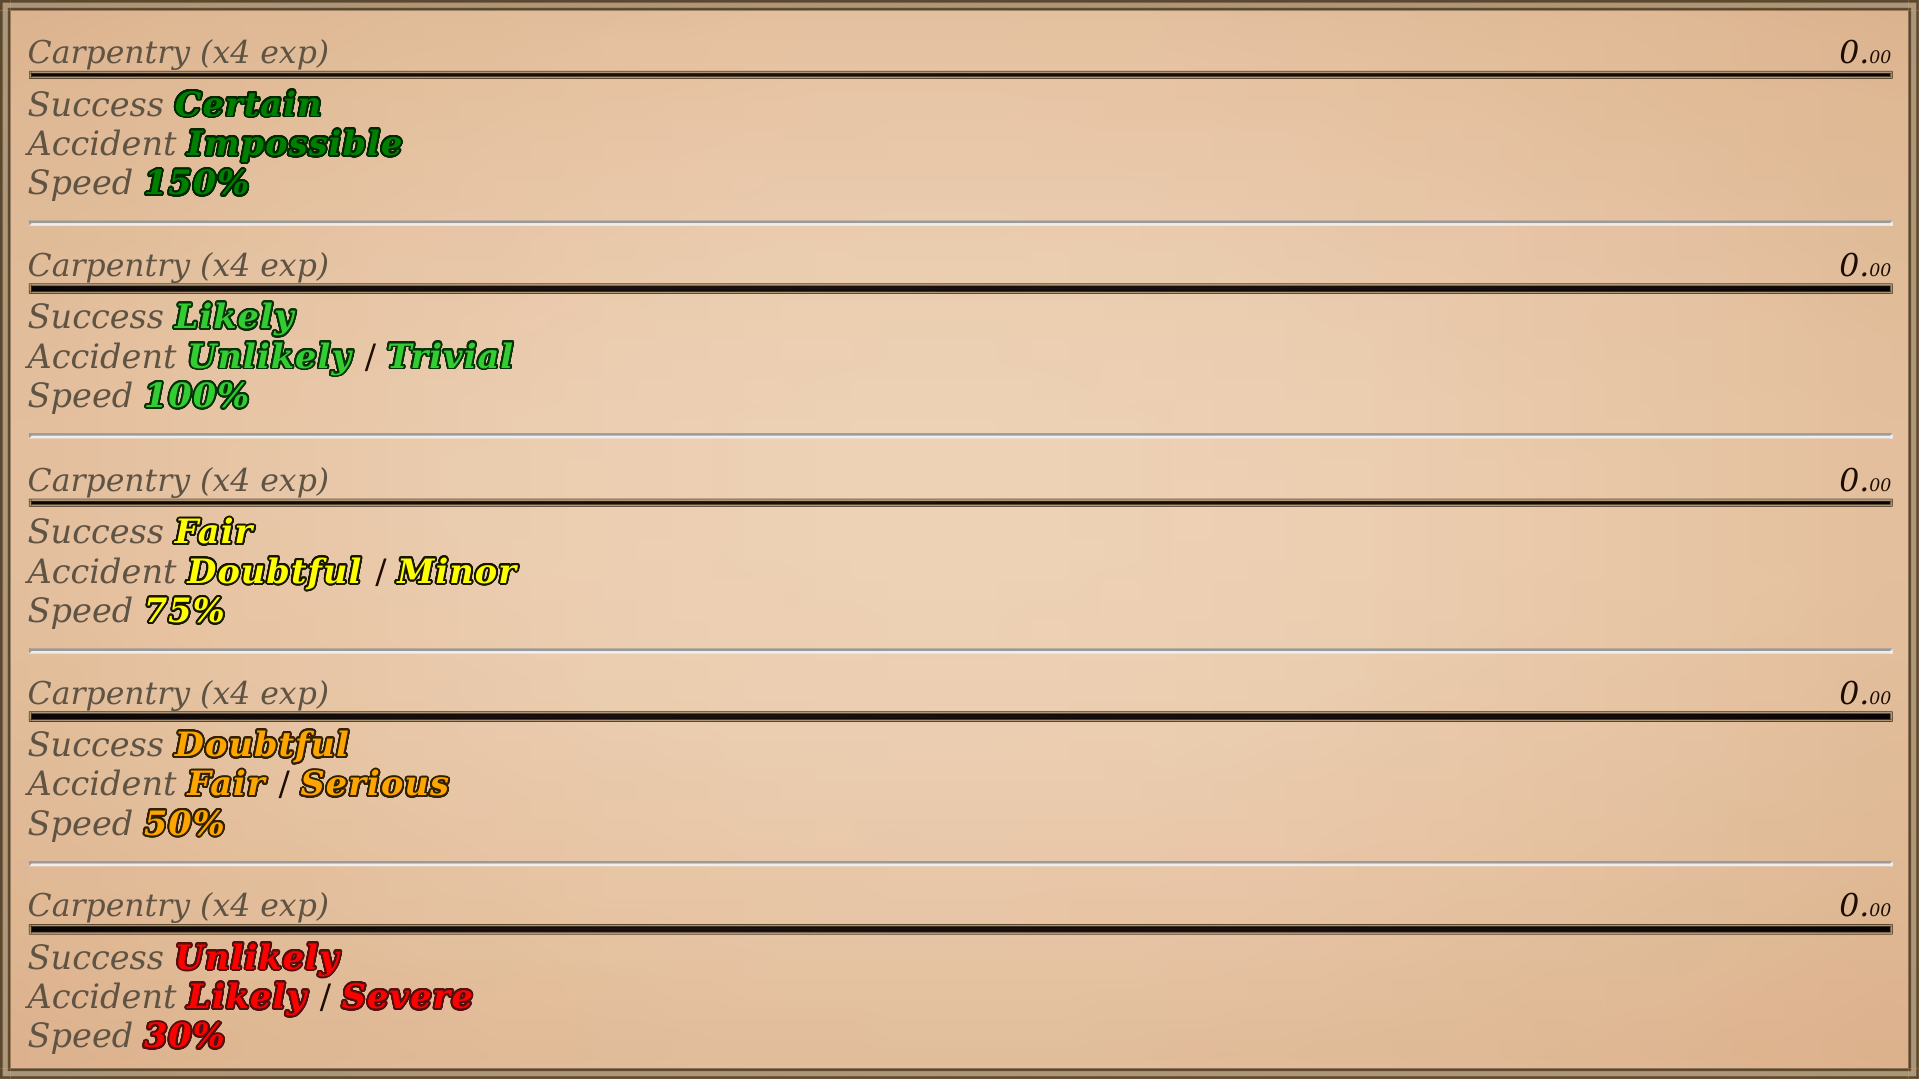 Carpentry (x4 exp) 0.00
Success Certain
Accident Impossible
Speed 150%
Carpentry (x4 exp) 0.00
Success Likely
Accident Unlikely / Trivial
Speed 100%
Carpentry (x4 exp) 0.00
Success Fair
Accident Doubtful / Minor
Speed 75%
Carpentry (x4 exp) 0.00
Success Doubtful
Accident Fair / Serious
Speed 50%
Carpentry (x4 exp) 0.00
Success Unlikely
Accident Likely / Severe
Speed 30%